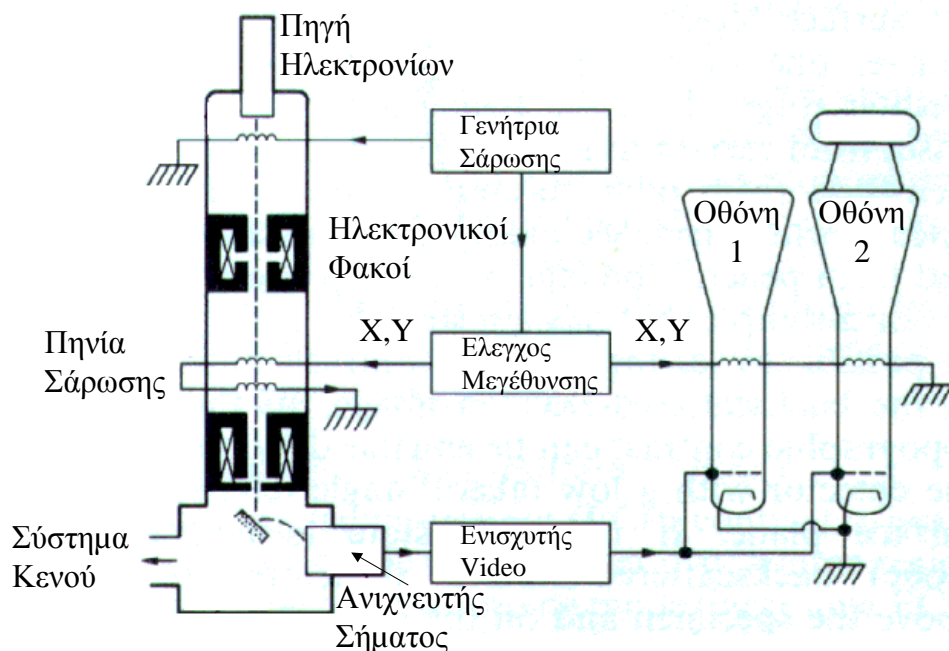 Πηγή
Ηλεκτρονίων
Γενήτρια
Σάρωσης
Οθόνη
1
Οθόνη
2
Ηλεκτρονικοί
Φακοί
Χ,Υ
Χ,Υ
Πηνία
Σάρωσης
Ελεγχος
Μεγέθυνσης
Σύστημα
Κενού
Ενισχυτής
Video
Ανιχνευτής
Σήματος